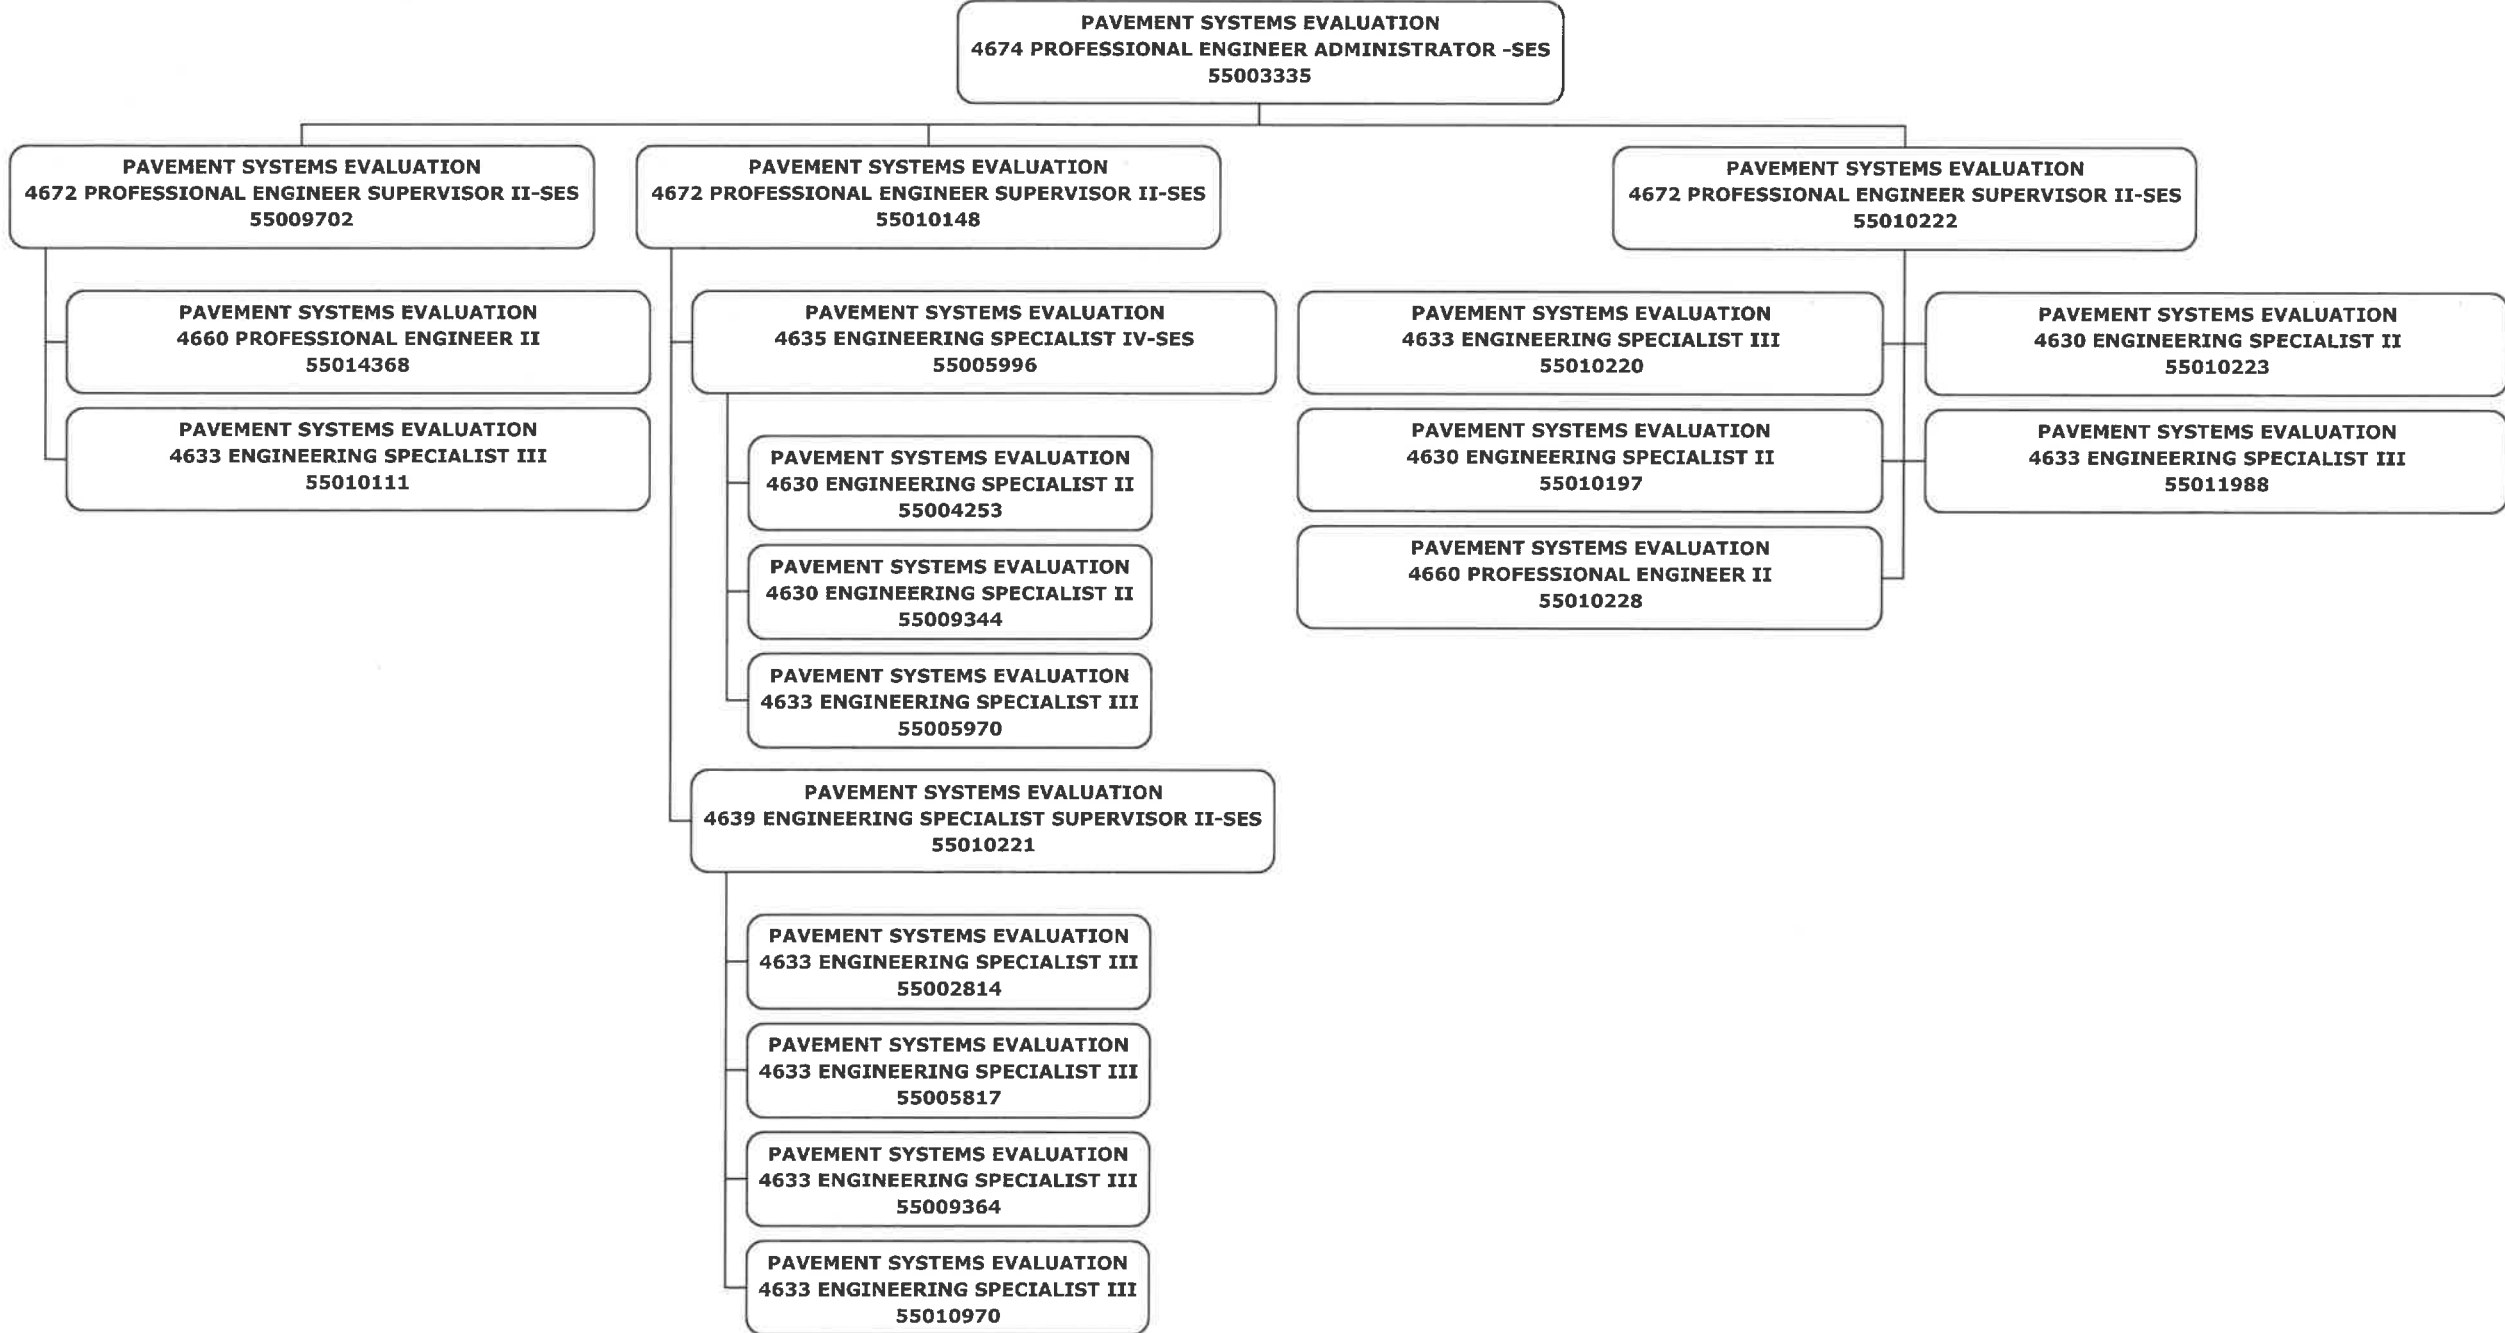 PAVEMENT SYSTEMS EVALUATION
4674 PROFESSIONAL ENGINEER ADMINISTRATOR -SES
55003335
PAVEMENT SYSTEMS EVALUATION
4672 PROFESSIONAL ENGINEER SUPERVISOR II-SES
55009702
PAVEMENT SYSTEMS EVALUATION
4660 PROFESSIONAL ENGINEER II
55014368
PAVEMENT SYSTEMS EVALUATION
4633 ENGINEERING SPECIALIST III
55010111
PAVEMENT SYSTEMS EVALUATION
4672 PROFESSIONAL ENGINEER SUPERVISOR II-SES
55010148
PAVEMENT SYSTEMS EVALUATION
4635 ENGINEERING SPECIALIST IV-SES
55005996
PAVEMENT SYSTEMS EVALUATION
4630 ENGINEERING SPECIALIST II
55004253
PAVEMENT SYSTEMS EVALUATION
4630 ENGINEERING SPECIALIST II
55009344
PAVEMENT SYSTEMS EVALUATION
4633 ENGINEERING SPECIALIST III
55005970
PAVEMENT SYSTEMS EVALUATION
4639 ENGINEERING SPECIALIST SUPERVISOR II-SES
55010221
PAVEMENT SYSTEMS EVALUATION
4633 ENGINEERING SPECIALIST III
55002814
PAVEMENT SYSTEMS EVALUATION
4633 ENGINEERING SPECIALIST III
55005817
PAVEMENT SYSTEMS EVALUATION
4633 ENGINEERING SPECIALIST III
55009364
PAVEMENT SYSTEMS EVALUATION
4633 ENGINEERING SPECIALIST III
55010970
PAVEMENT SYSTEMS EVALUATION
4672 PROFESSIONAL ENGINEER SUPERVISOR II-SES
55010222
PAVEMENT SYSTEMS EVALUATION
4633 ENGINEERING SPECIALIST III
55010220
PAVEMENT SYSTEMS EVALUATION
4630 ENGINEERING SPECIALIST II
55010223
PAVEMENT SYSTEMS EVALUATION
4630 ENGINEERING SPECIALIST II
55010197
PAVEMENT SYSTEMS EVALUATION
4633 ENGINEERING SPECIALIST III
55011988
PAVEMENT SYSTEMS EVALUATION
4660 PROFESSIONAL ENGINEER II
55010228